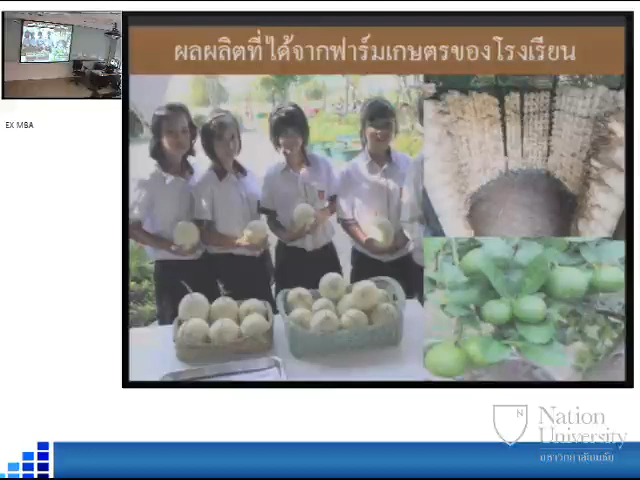 ผลผลิตที่ได้จากฟาร์มเกษตรของโรงเรียน
EX MBA
N
Nation
University
มหาวิทยาลัยเนชั่น